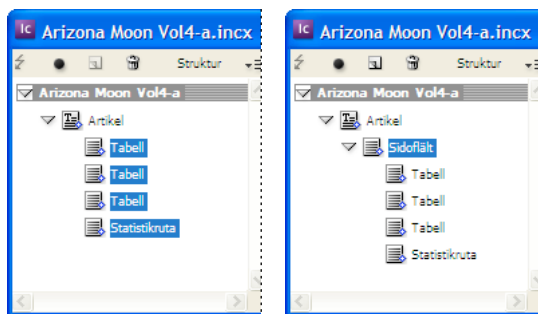 Ic Arizona Moon Vol4-a.incx
Struktur
Arizona Moon Vol4-a
Artikel
Tabell
Tabell
Tabell
Statistikruta
Ic Arizona Moon Vol4-a.incx
Struktur
Arizona Moon Vol4-a
Artikel
Sidoflält
Tabell
Tabell
Tabell
Statistikruta